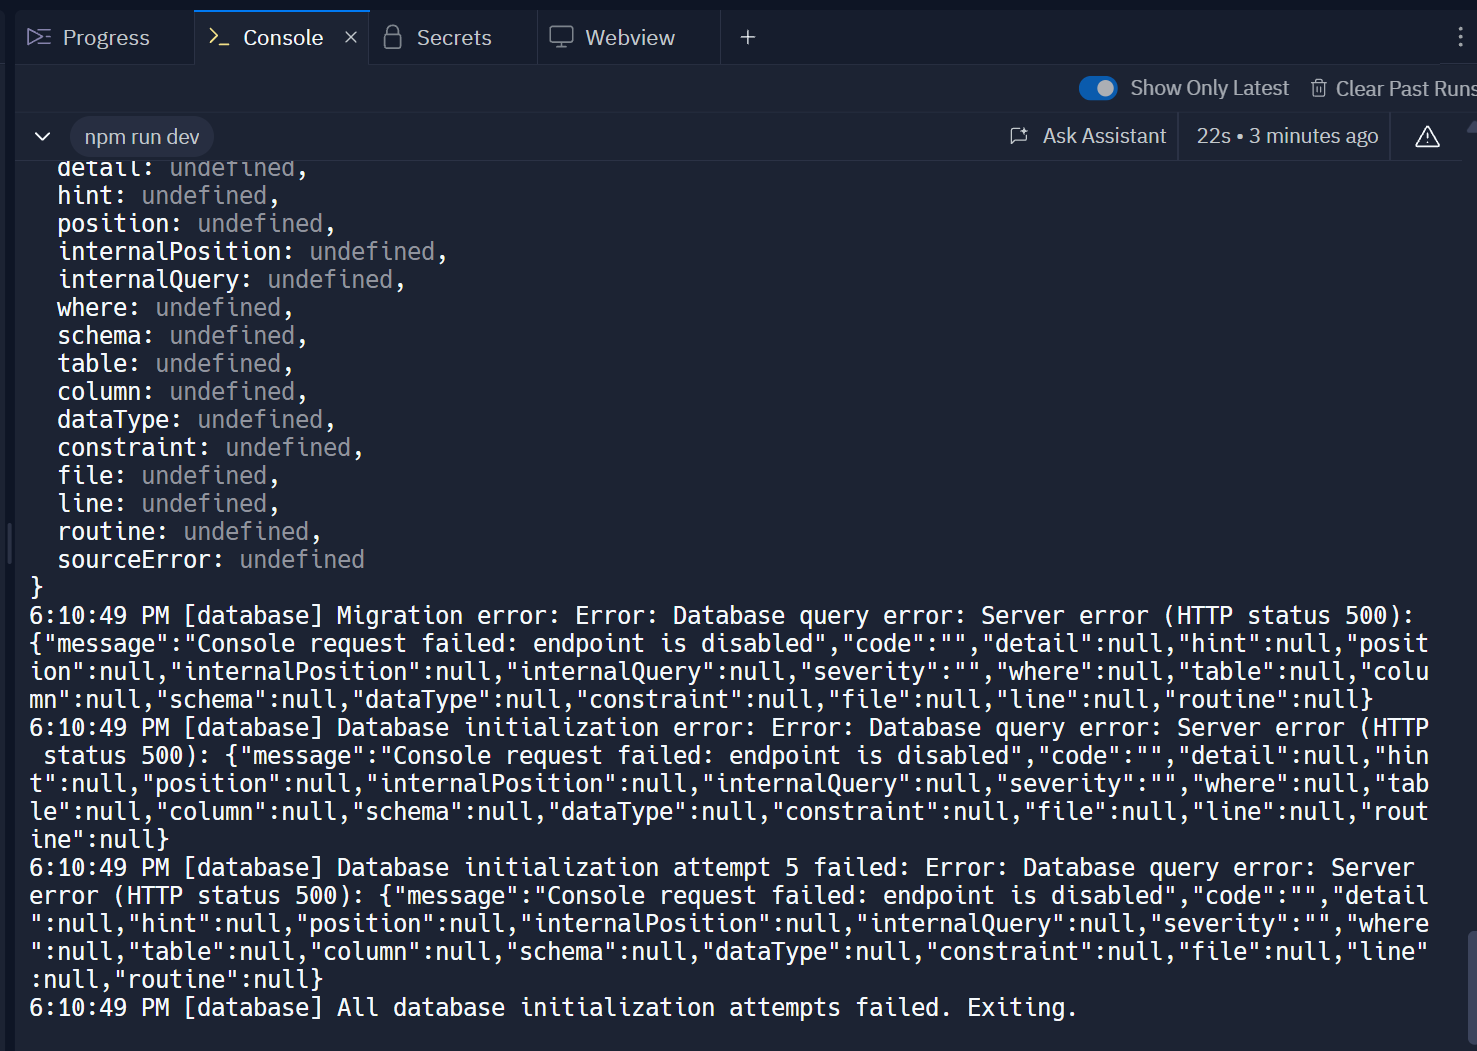 Progress
Console
Secrets
Webview
Show Only Latest
Clear Past Runs
npm run dev
Ask Assistant
22s • 3 minutes ago
detail: undefined,
hint: undefined,
position: undefined,
internalPosition: undefined,
internalQuery: undefined,
where: undefined,
schema: undefined,
table: undefined,
column: undefined,
dataType: undefined,
constraint: undefined,
file: undefined,
line: undefined,
routine: undefined,
sourceError: undefined
}
6:10:49 PM [database] Migration error: Error: Database query error: Server error (HTTP status 500):
{"message":"Console request failed: endpoint is disabled","code":"","detail":null,"hint":null,"posit
ion":null,"internalPosition":null,"internalQuery":null,"severity":"","where":null,"table":null,"colu
mn":null,"schema":null,"dataType":null,"constraint":null,"file":null,"line":null,"routine":null}
6:10:49 PM [database] Database initialization error: Error: Database query error: Server error (HTTP
status 500): {"message":"Console request failed: endpoint is disabled","code":"","detail":null,"hin
t":null,"position":null,"internalPosition":null,"internalQuery":null,"severity":"","where":null,"tab
le":null,"column":null,"schema":null,"dataType":null,"constraint":null,"file":null,"line":null,"rout
ine":null}
6:10:49 PM [database] Database initialization attempt 5 failed: Error: Database query error: Server
error (HTTP status 500): {"message":"Console request failed: endpoint is disabled","code":"","detail
":null,"hint":null,"position":null,"internalPosition":null,"internalQuery":null,"severity":"","where
":null,"table":null,"column":null,"schema":null,"dataType":null,"constraint":null,"file":null,"line"
:null,"routine":null}
6:10:49 PM [database] All database initialization attempts failed. Exiting.